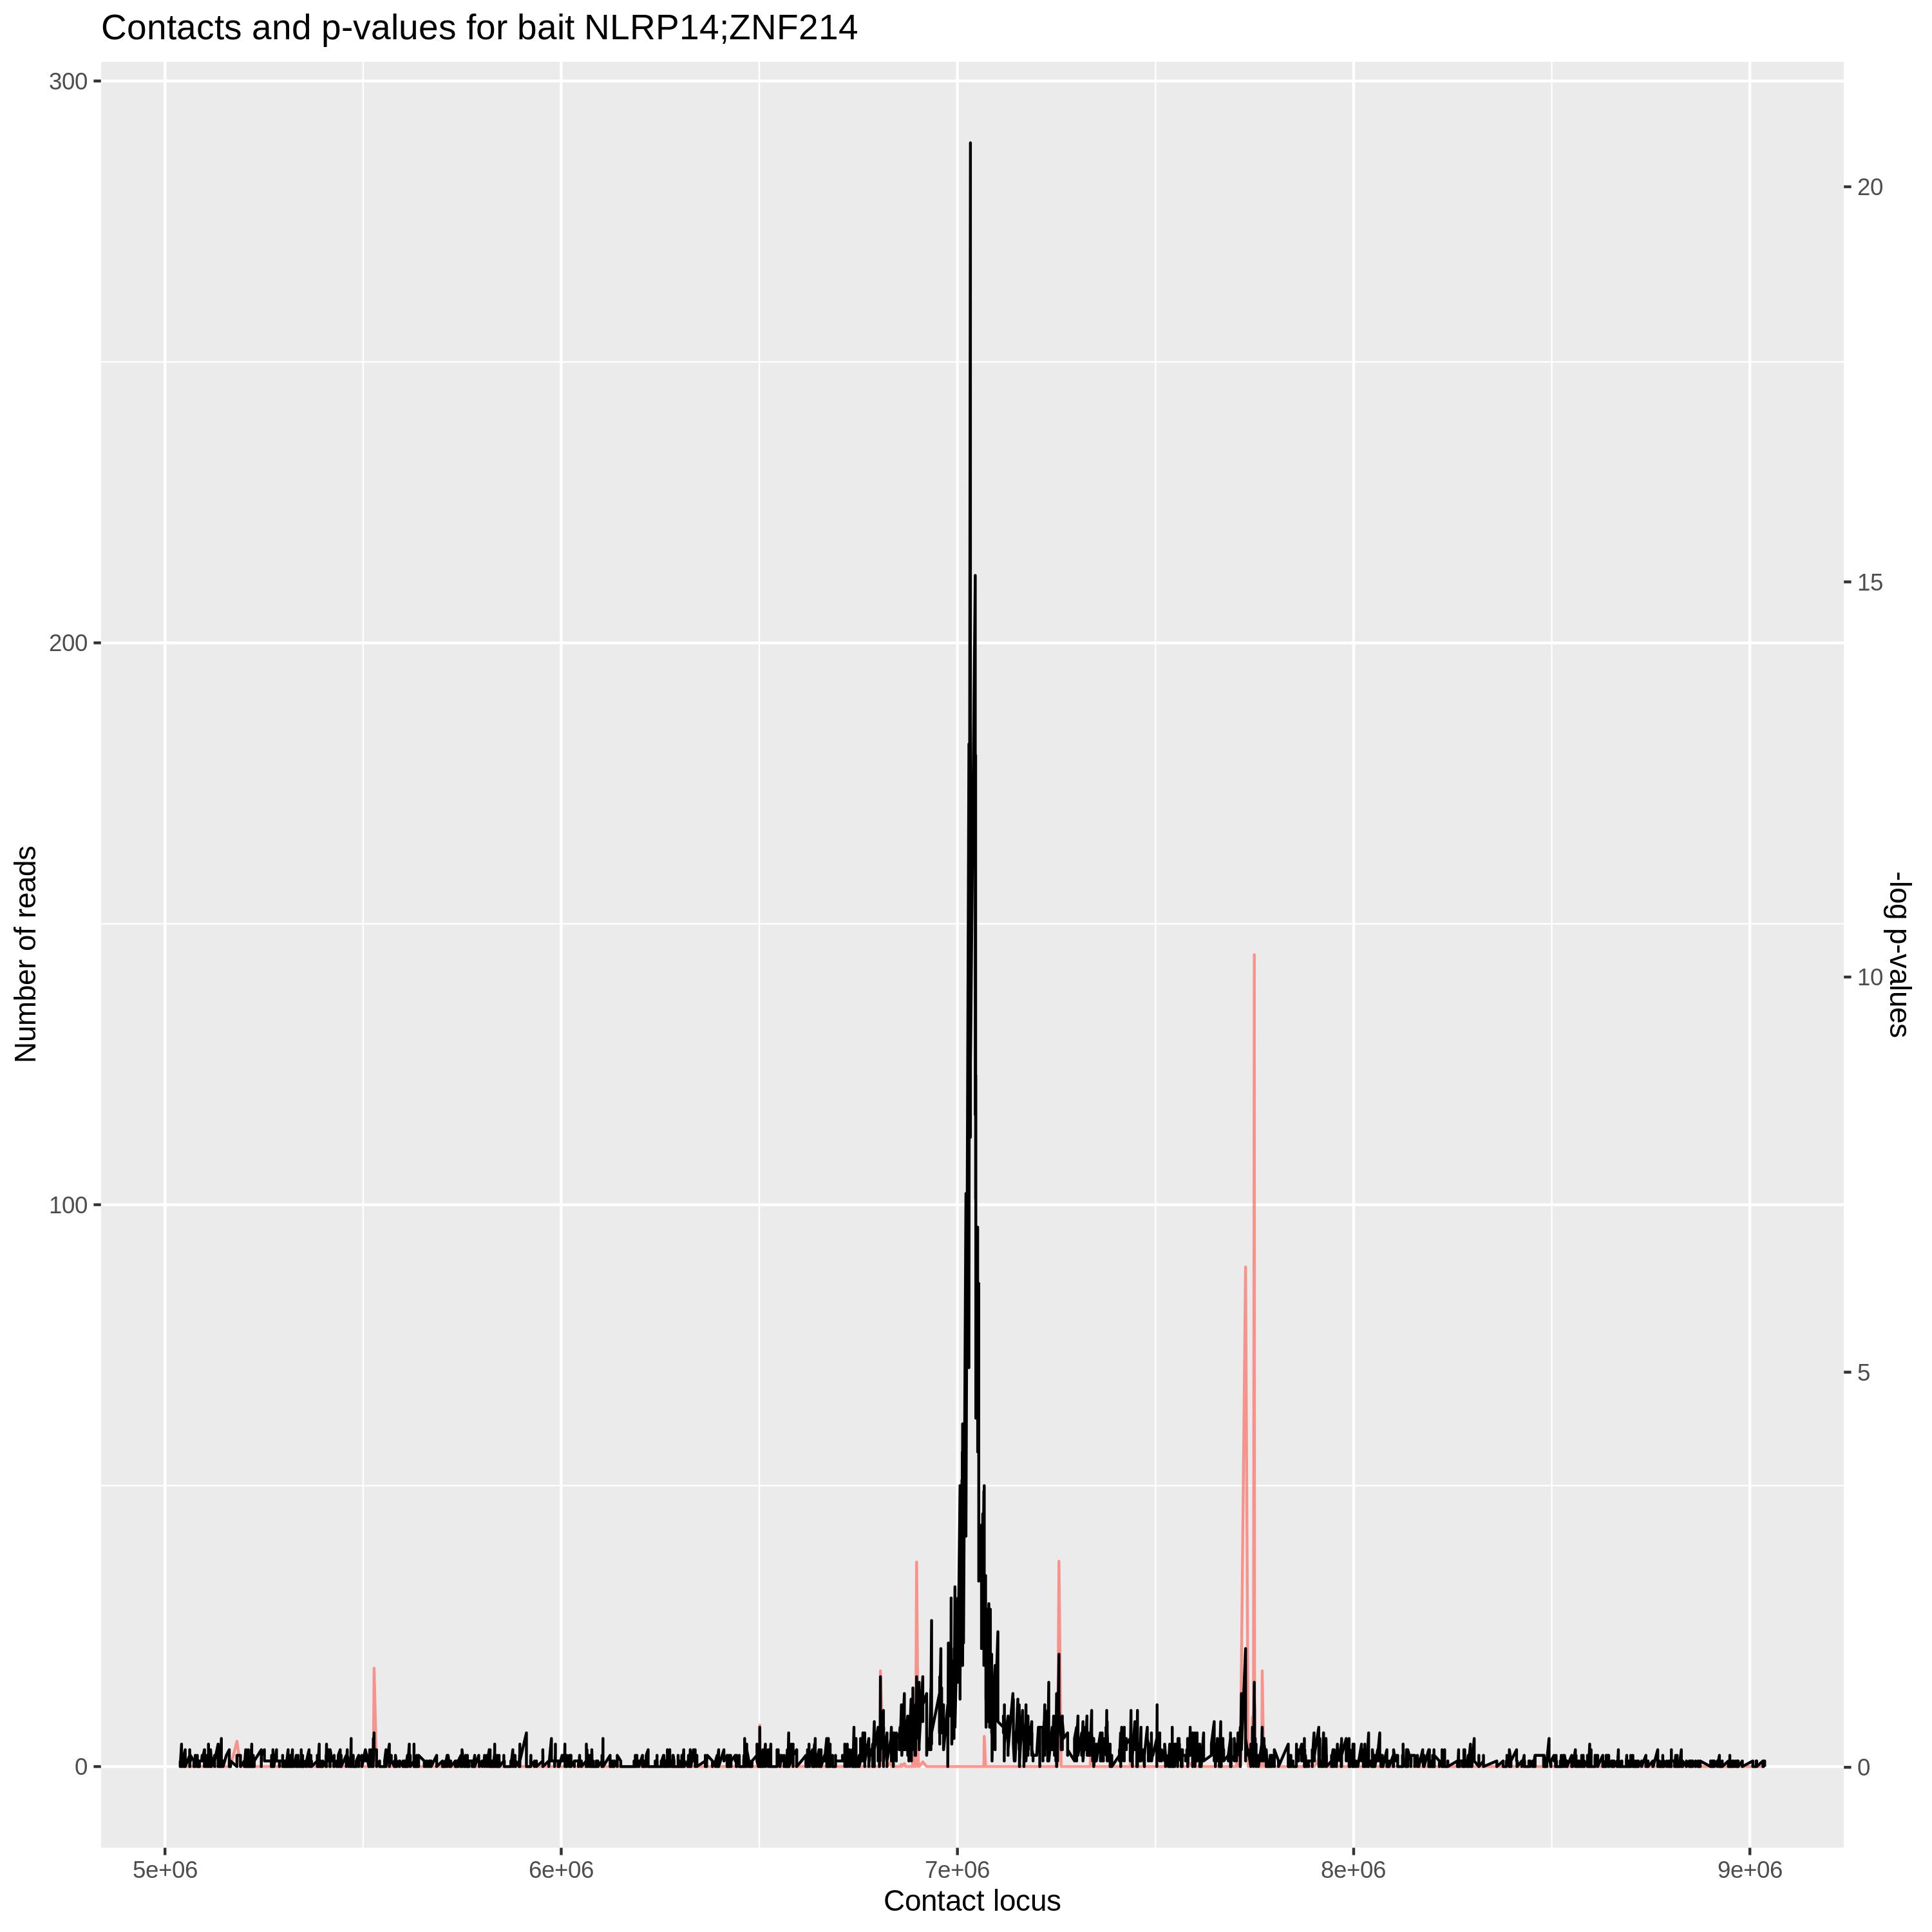 Contacts and p-values for bait NLRP14;ZNF214
300
200
100
0
Number of reads
20
15
10
5
0
-log p-values
5e+06
6e+06
7e+06
8e+06
9e+06
Contact locus